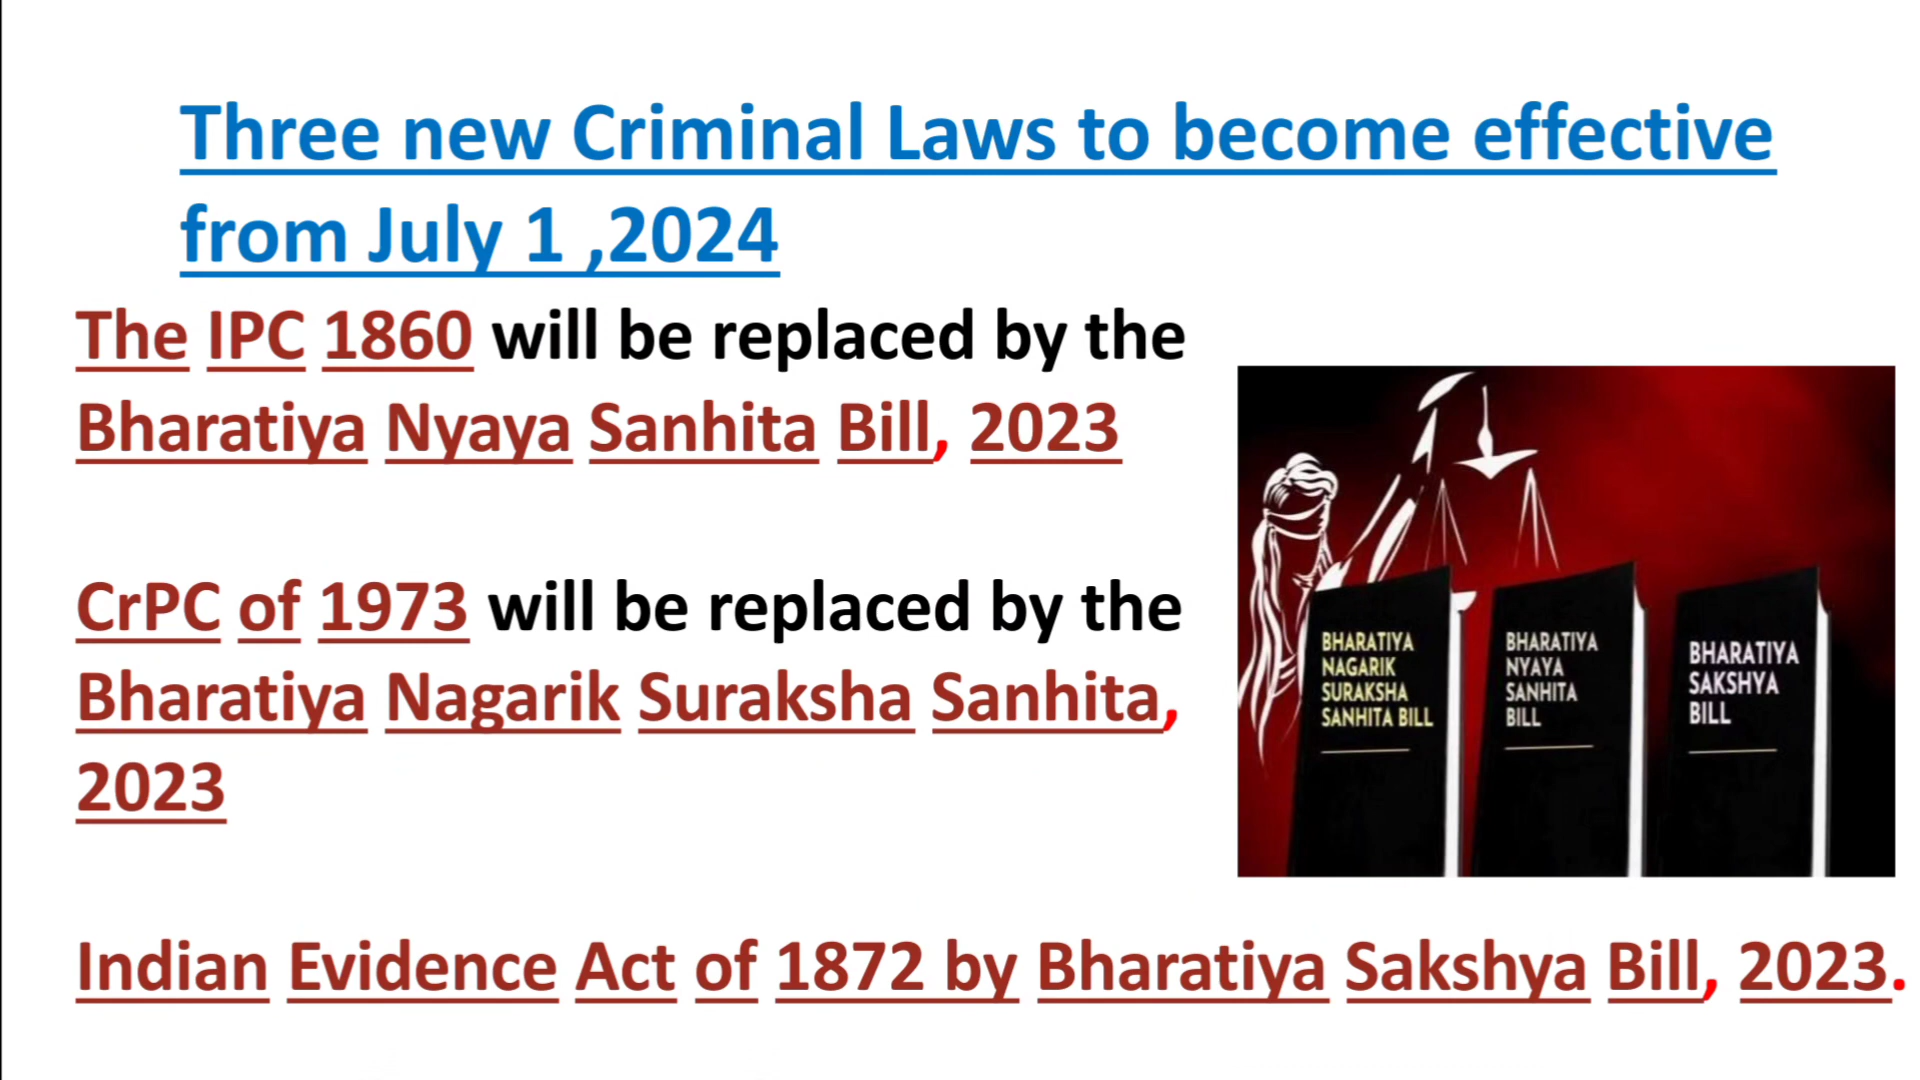 Three new Criminal Laws to become effective
from July 1 ,2024
The IPC 1860 will be replaced by the
Bharatiya Nyaya Sanhita Bill, 2023
CrPC of 1973 will be replaced by the
Bharatiya Nagarik Suraksha Sanhita,
2023
Indian Evidence Act of 1872 by Bharatiya Sakshya Bill, 2023.
BHARATIYA
NAGARIK
SURAKSHA
SANHITA BILL
BHARATIYA
NYAYA
SANHITA
BILL
BHARATIYA
SAKSHYA
BILL